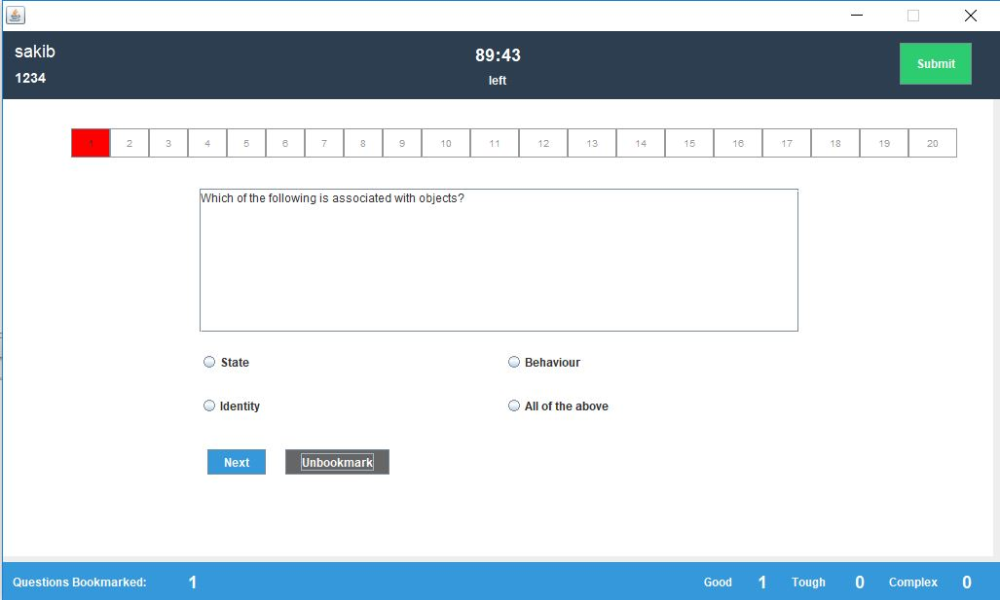 sakib
1234
89:43
left
Submit
1 2 3 4 5 6 7 8 9 10 11 12 13 14 15 16 17 18 19 20
Which of the following is associated with objects?
State
Behaviour
Identity
All of the above
Next
Unbookmark
Questions Bookmarked: 1
Good 1 Tough 0 Complex 0